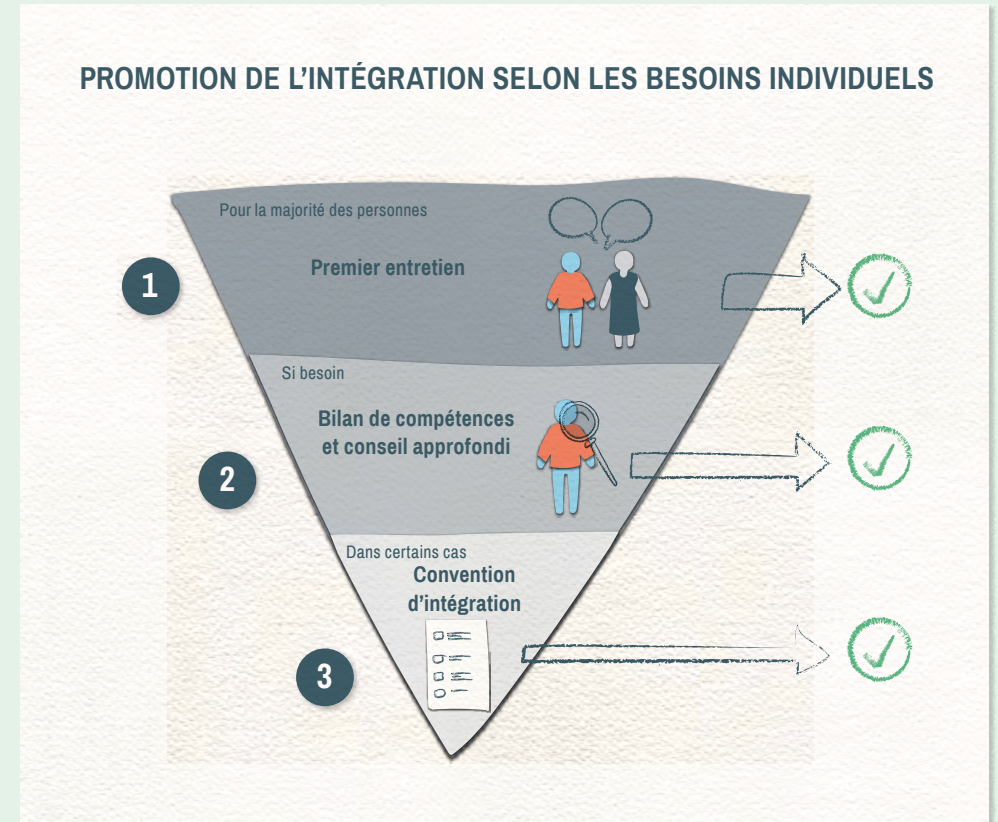 PROMOTION DE L’INTÉGRATION SELON LES BESOINS INDIVIDUELS
Pour la majorité des personnes
1
Premier entretien
Si besoin
2
Bilan de compétences
et conseil approfondi
Dans certains cas
3
Convention
d’intégration